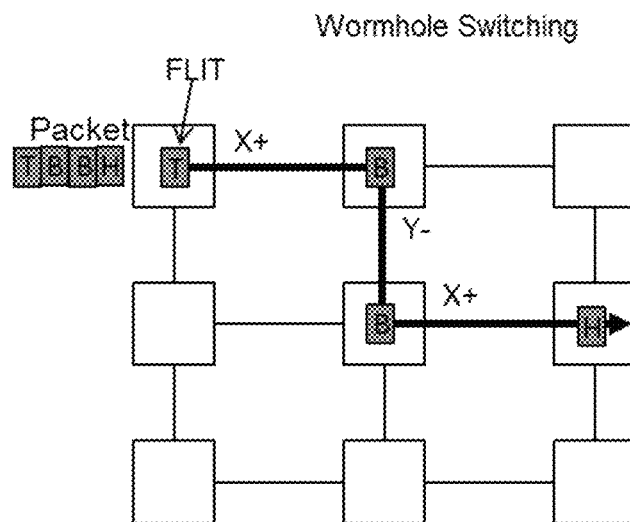 Wormhole Switching
FLIT
Packet
T B B H
T
X+
B
Y-
B
X+
H